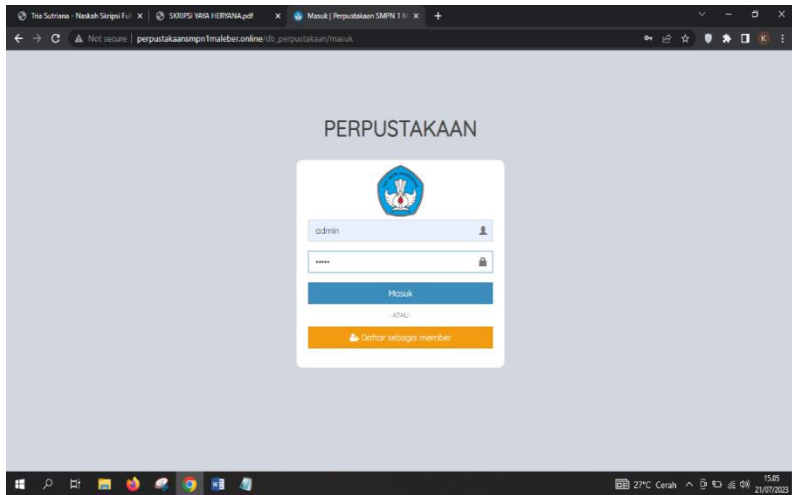 Tria Sutriana - Naskah Skripsi Ful
SKRIPSI YAYA HERYANA.pdf
Masuk | Perpustakaan SMPN 1 M
Not secure | perpustakaansmpn1maleber.online/db_perpustakaan/masuk
K
PERPUSTAKAAN
admin
•••••
Masuk
- ATAU -
Daftar sebagai member
27°C Cerah
15.05
21/07/2023